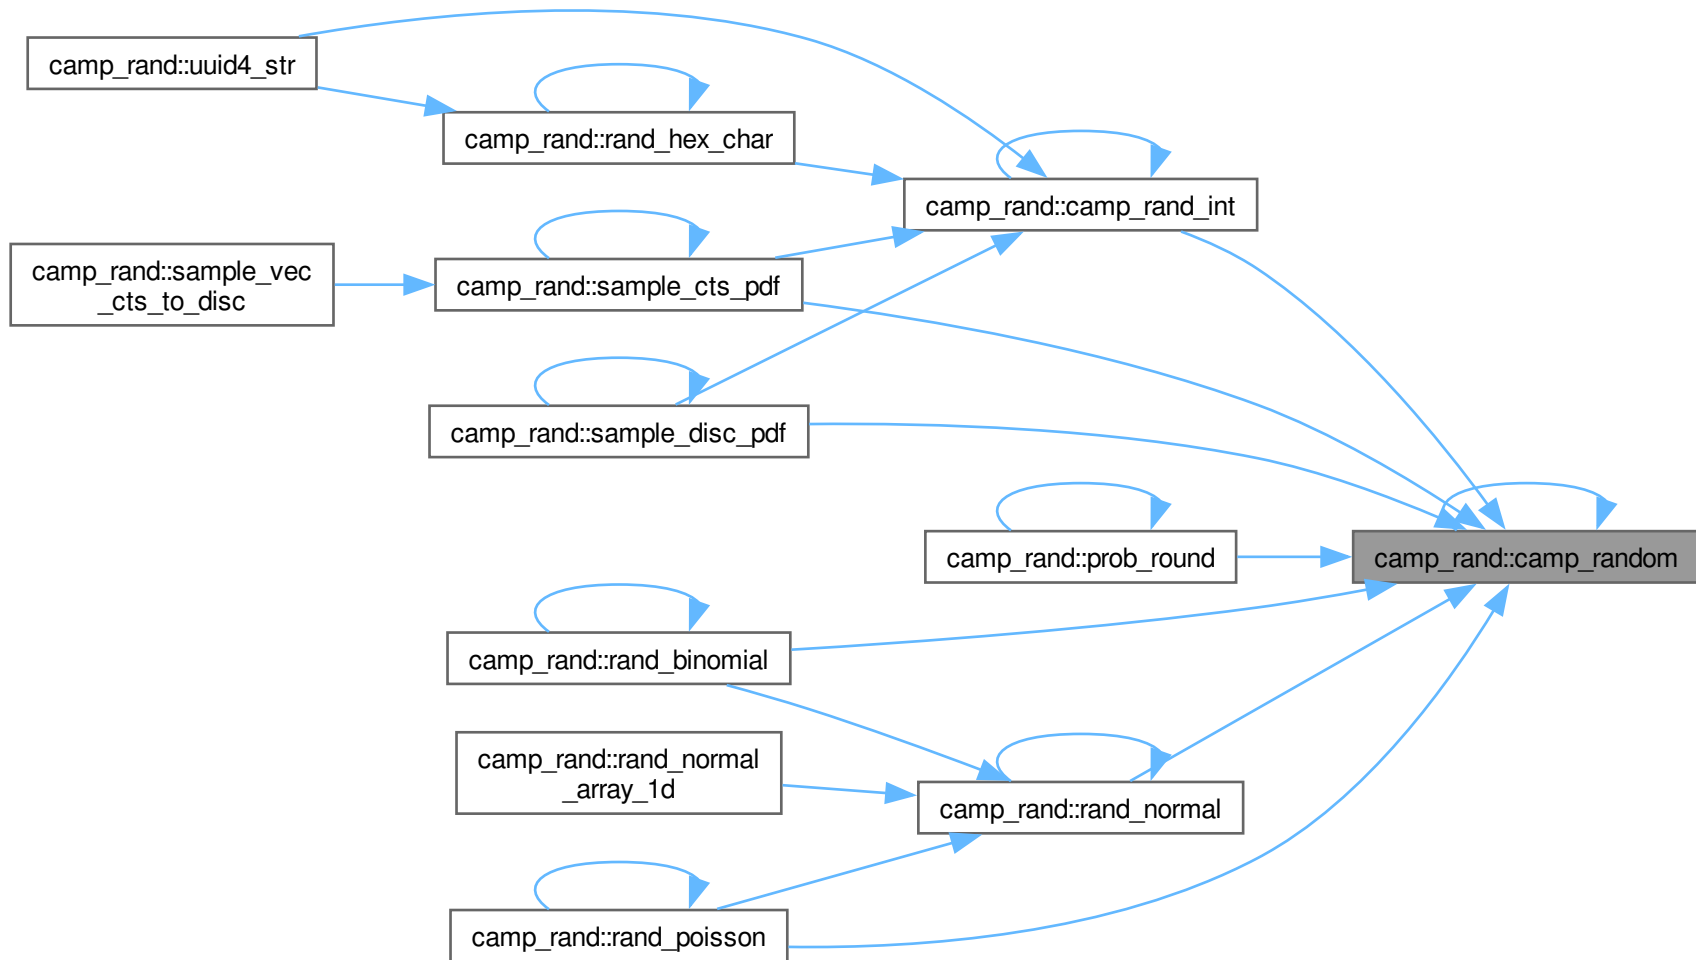 camp_rand::uuid4_str
camp_rand::rand_hex_char
camp_rand::camp_rand_int
camp_rand::sample_vec
_cts_to_disc
camp_rand::sample_cts_pdf
camp_rand::sample_disc_pdf
camp_rand::prob_round
camp_rand::camp_random
camp_rand::rand_binomial
camp_rand::rand_normal
_array_1d
camp_rand::rand_normal
camp_rand::rand_poisson